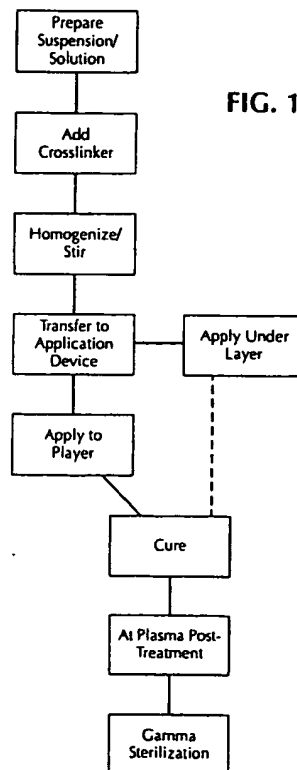 Prepare
Suspension/
Solution
FIG. 1
Add
Crosslinker
Homogenize/
Stir
Transfer to
Application
Device
Apply Under
Layer
Apply to
Player
Cure
At Plasma Post-
Treatment
Gamma
Sterilization